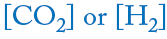 [CO₂] or [H₂]